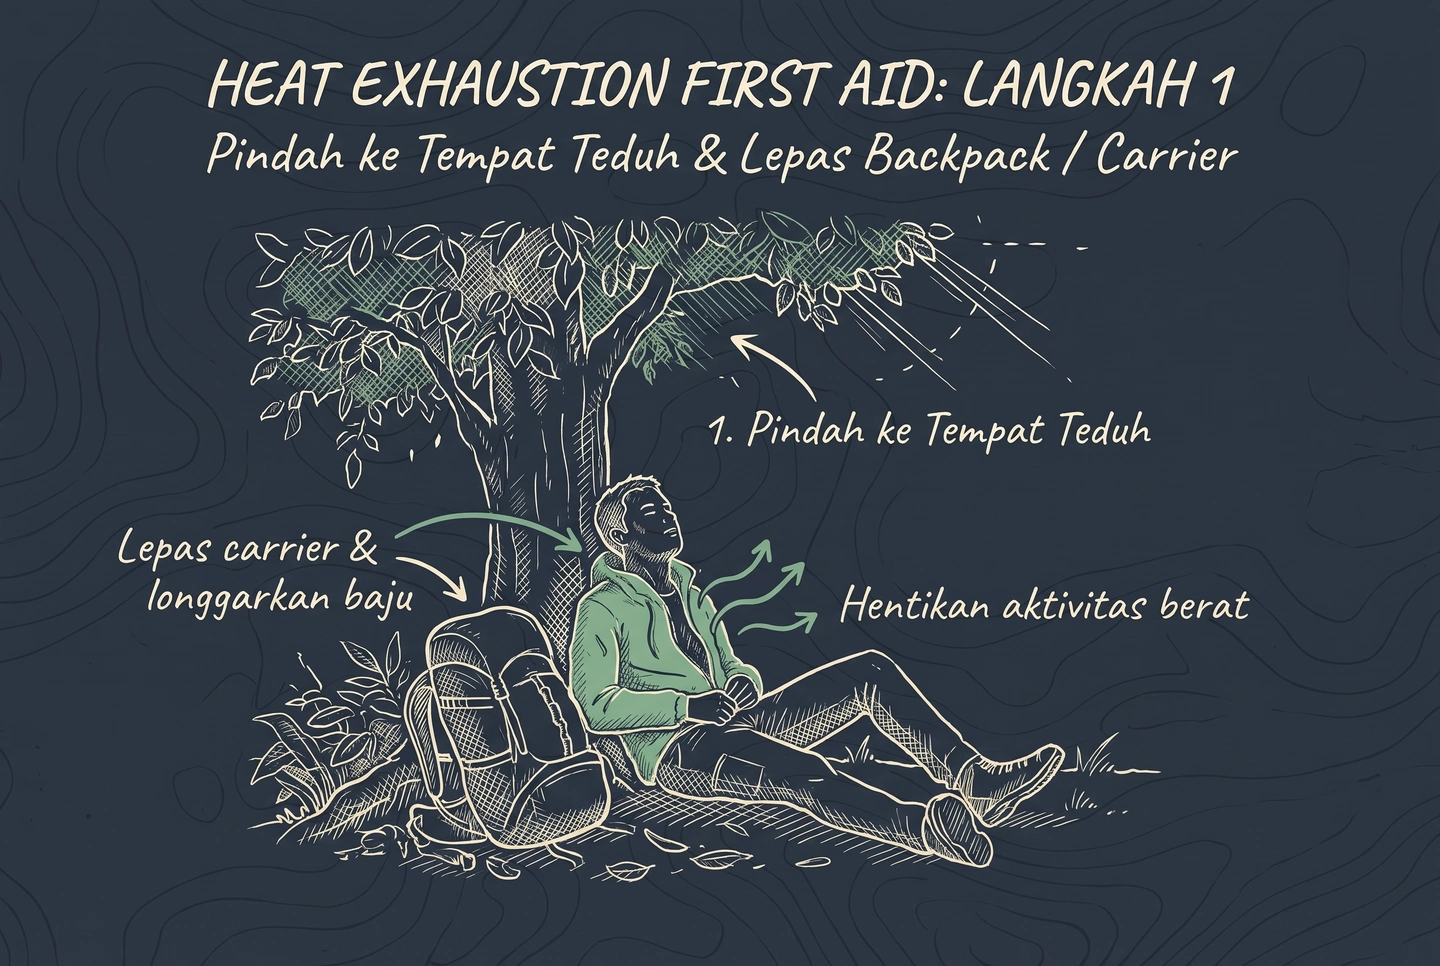 HEAT EXHAUSTION FIRST AID: LANGKAH 1
Pindah ke Tempat Teduh & Lepas Backpack / Carrier
1. Pindah ke Tempat Teduh
Lepas carrier &
longgarkan baju
Hentikan aktivitas berat